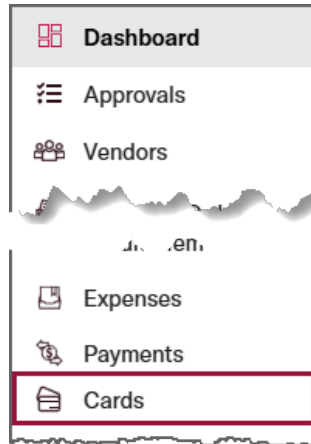 Dashboard
Approvals
Vendors
Expenses
Payments
Cards